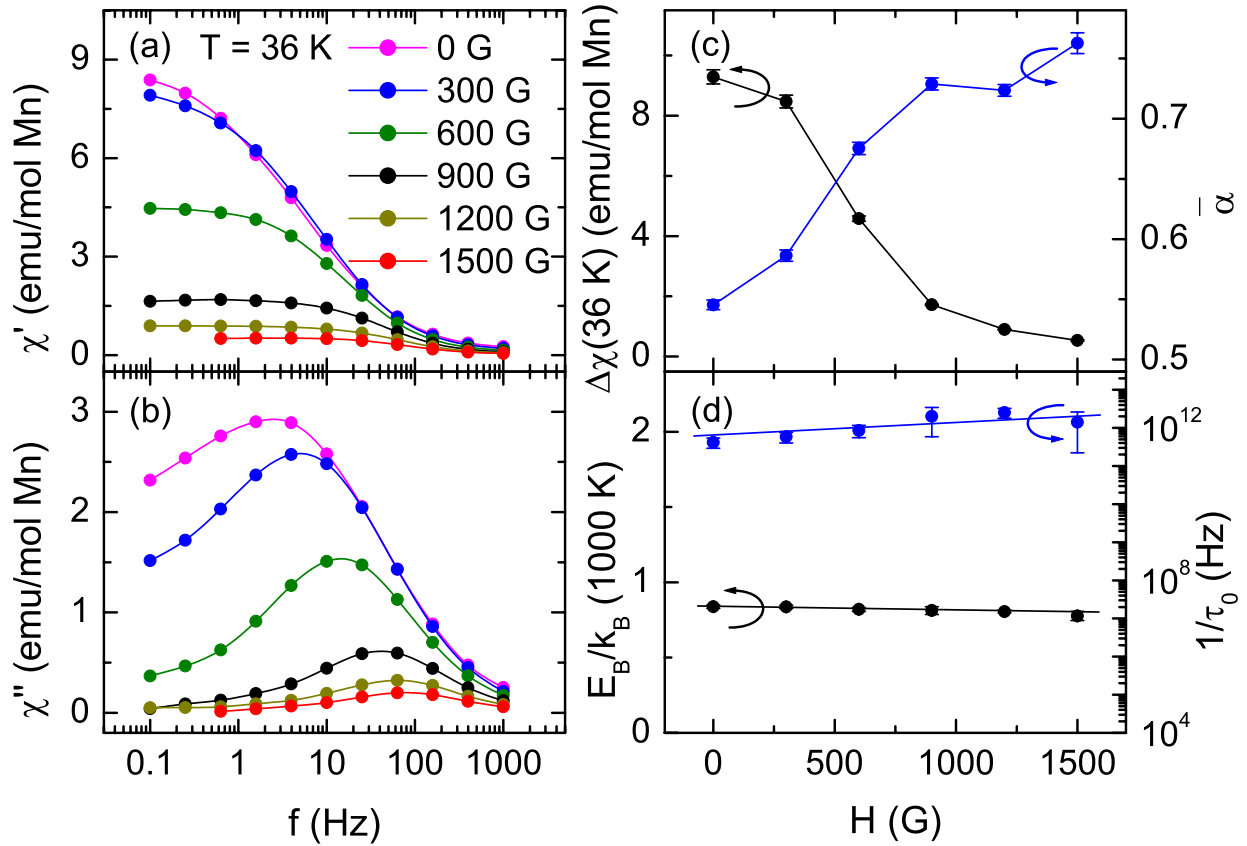 (a) T = 36 K
0 G
300 G
600 G
900 G
1200 G
1500 G
χ' (emu/mol Mn)
9
6
3
0
(b)
χ'' (emu/mol Mn)
3
2
1
0
0.1 1 10 100 1000
f (Hz)
(c)
Δχ(36 K) (emu/mol Mn)
8
4
0
0.7
0.6
0.5
α̅
(d)
E_B/k_B (1000 K)
2
1
0
10^12
10^8
10^4
1/τ_0 (Hz)
0 500 1000 1500
H (G)